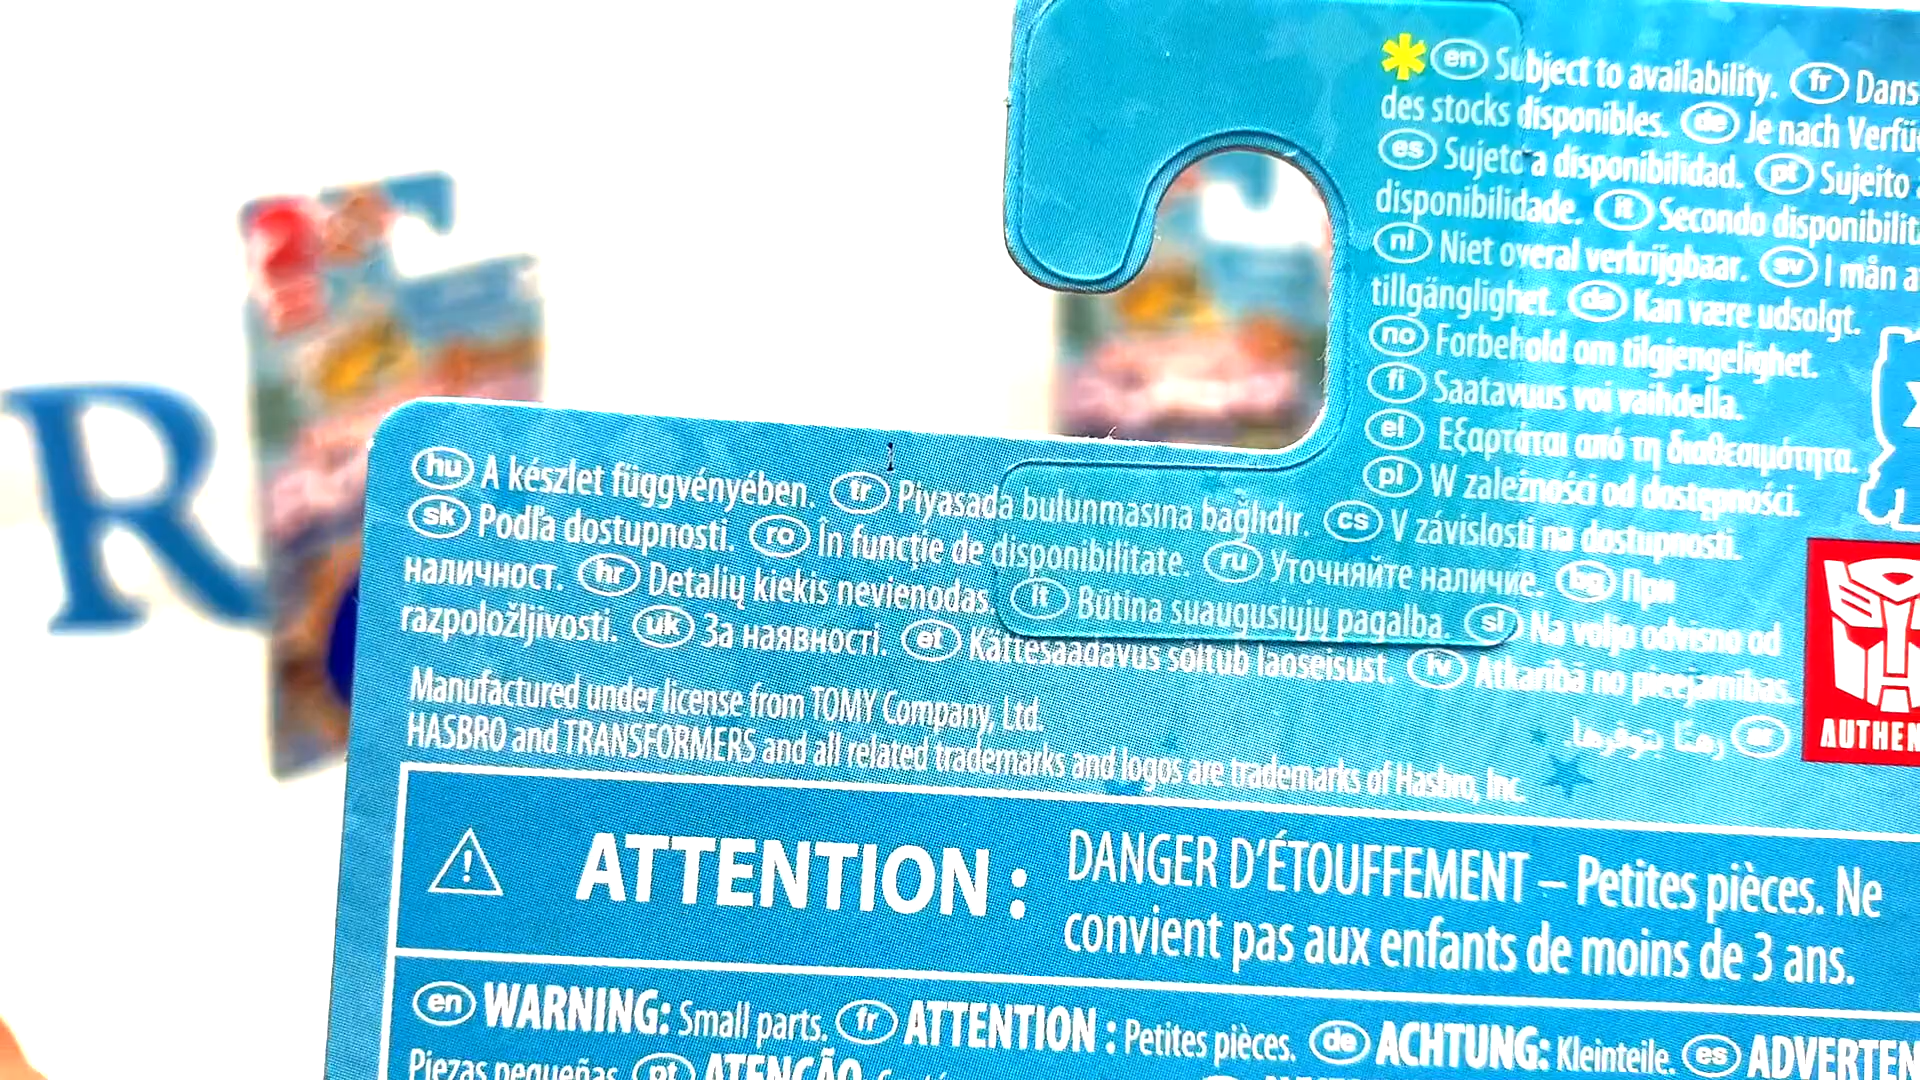 R
* en Subject to availability. fr Dans
des stocks disponibles. de Je nach Verfü
es Sujeto a disponibilidad. pt Sujeito
disponibilidade. it Secondo disponibilit
nl Niet overal verkrijgbaar. sv I mån a
tillgänglighet. da Kan være udsolgt.
no Forbehold om tilgjengelighet.
fi Saatavuus voi vaihdella.
el Εξαρτάται από τη διαθεσιμότητα.
pl W zależności od dostępności.
hu A készlet függvényében. tr Piyasada bulunmasına bağlıdır. cs V závislosti na dostupnosti.
sk Podľa dostupnosti. ro În funcție de disponibilitate. ru Уточняйте наличие. bg При
наличност. hr Detalių kiekis nevienodas. lt Būtina suaugusiųjų pagalba. sl Na voljo odvisno od
razpoložljivosti. uk За наявності. et Kättesaadavus sõltub laoseisust. lv Atkarībā no pieejamības.
ar رهنًا بتوفرها.
Manufactured under license from TOMY Company, Ltd.
HASBRO and TRANSFORMERS and all related trademarks and logos are trademarks of Hasbro, Inc.
AUTHEN
ATTENTION : DANGER D'ÉTOUFFEMENT – Petites pièces. Ne
convient pas aux enfants de moins de 3 ans.
en WARNING: Small parts. fr ATTENTION : Petites pièces. de ACHTUNG: Kleinteile. es ADVERTEN
Piezas pequeñas. pt ATENÇÃO